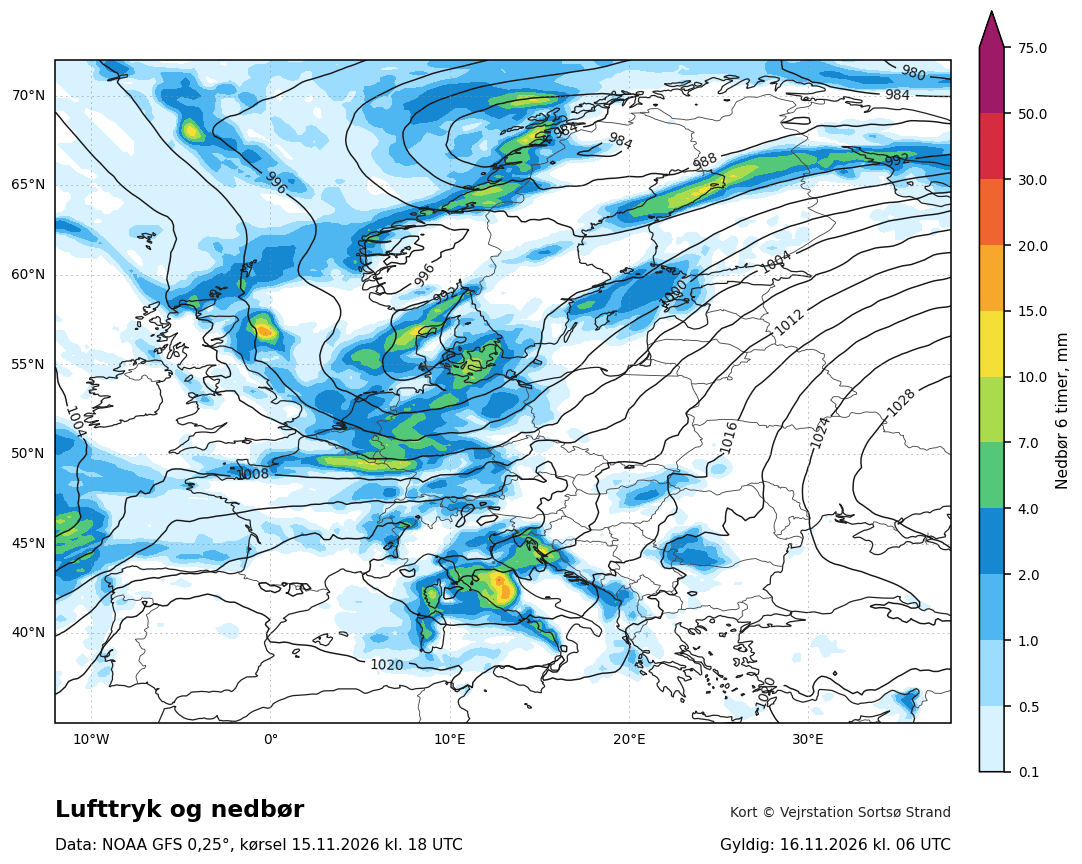 980
984
70°N
984
984
988
992
996
65°N
60°N
1004
996
992
1000
1012
55°N
1028
1004
1016
1024
50°N
1008
45°N
40°N
1020
1020
10°W
0°
10°E
20°E
30°E
75.0
50.0
30.0
20.0
15.0
10.0
7.0
4.0
2.0
1.0
0.5
0.1
Nedbør 6 timer, mm
Lufttryk og nedbør
Kort © Vejrstation Sortsø Strand
Data: NOAA GFS 0,25°, kørsel 15.11.2026 kl. 18 UTC
Gyldig: 16.11.2026 kl. 06 UTC